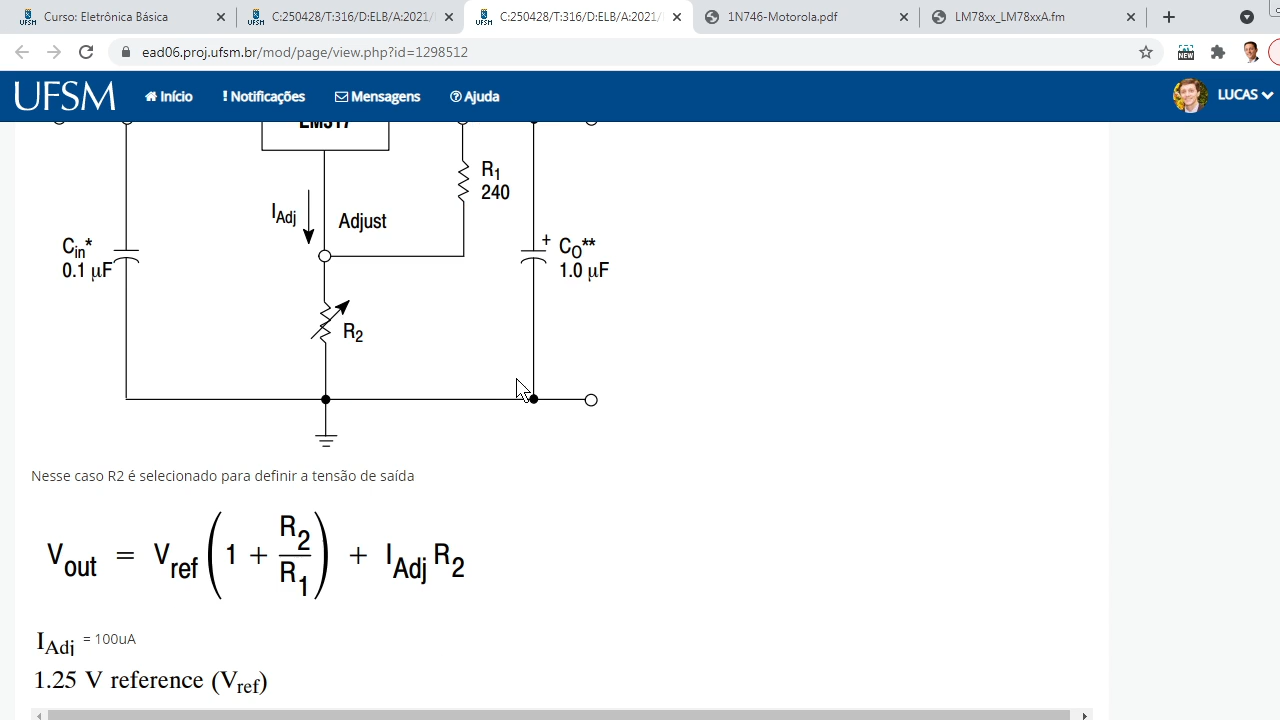 Curso: Eletrônica Básica
C:250428/T:316/D:ELB/A:2021/
C:250428/T:316/D:ELB/A:2021/
1N746-Motorola.pdf
LM78xx_LM78xxA.fm
ead06.proj.ufsm.br/mod/page/view.php?id=1298512
NEW
UFSM
Início
! Notificações
Mensagens
Ajuda
LUCAS
LM317
R1
240
IAdj
Adjust
Cin*
0.1 μF
+
CO**
1.0 μF
R2
Nesse caso R2 é selecionado para definir a tensão de saída
Vout = Vref (1 + R2/R1) + IAdj R2
IAdj = 100uA
1.25 V reference (Vref)